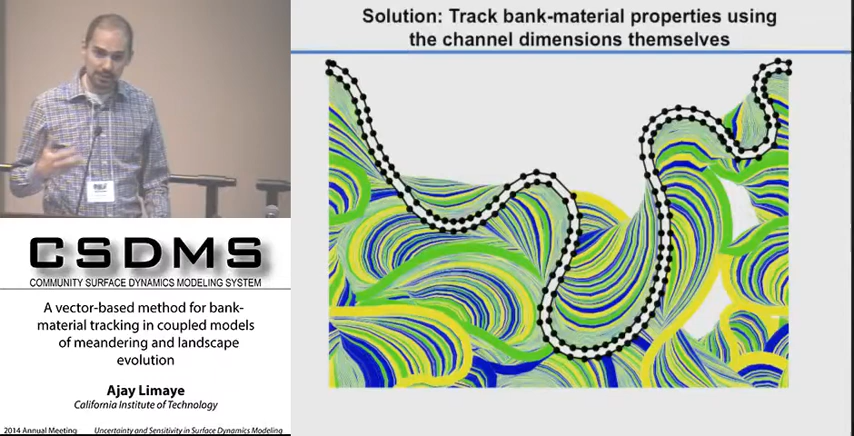 Solution: Track bank-material properties using
the channel dimensions themselves
CSDMS
COMMUNITY SURFACE DYNAMICS MODELING SYSTEM
A vector-based method for bank-
material tracking in coupled models
of meandering and landscape
evolution
Ajay Limaye
California Institute of Technology
2014 Annual Meeting Uncertainty and Sensitivity in Surface Dynamics Modeling